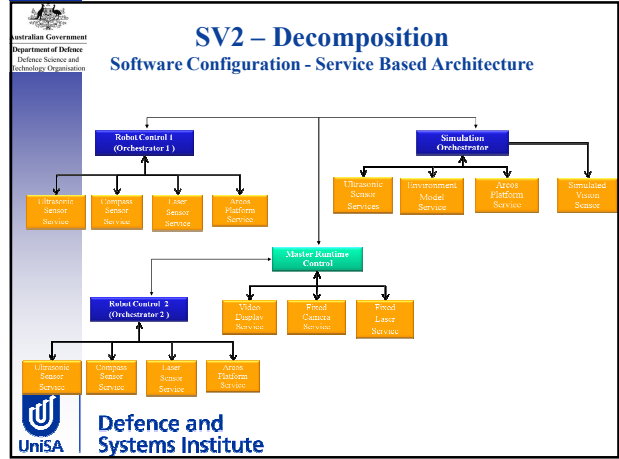 Australian Government
Department of Defence
Defence Science and
Technology Organisation
SV2 – Decomposition
Software Configuration - Service Based Architecture
Robot Control 1
(Orchestrator 1 )
Simulation
Orchestrator
Ultrasonic
Sensor
Service
Compass
Sensor
Service
Laser
Sensor
Service
Arcos
Platform
Service
Ultrasonic
Sensor
Services
Environment
Model
Service
Arcos
Platform
Service
Simulated
Vision
Sensor
Master Runtime
Control
Robot Control 2
(Orchestrator 2 )
Video
Display
Service
Fixed
Camera
Service
Fixed
Laser
Service
Ultrasonic
Sensor
Service
Compass
Sensor
Service
Laser
Sensor
Service
Arcos
Platform
Service
UniSA
Defence and
Systems Institute